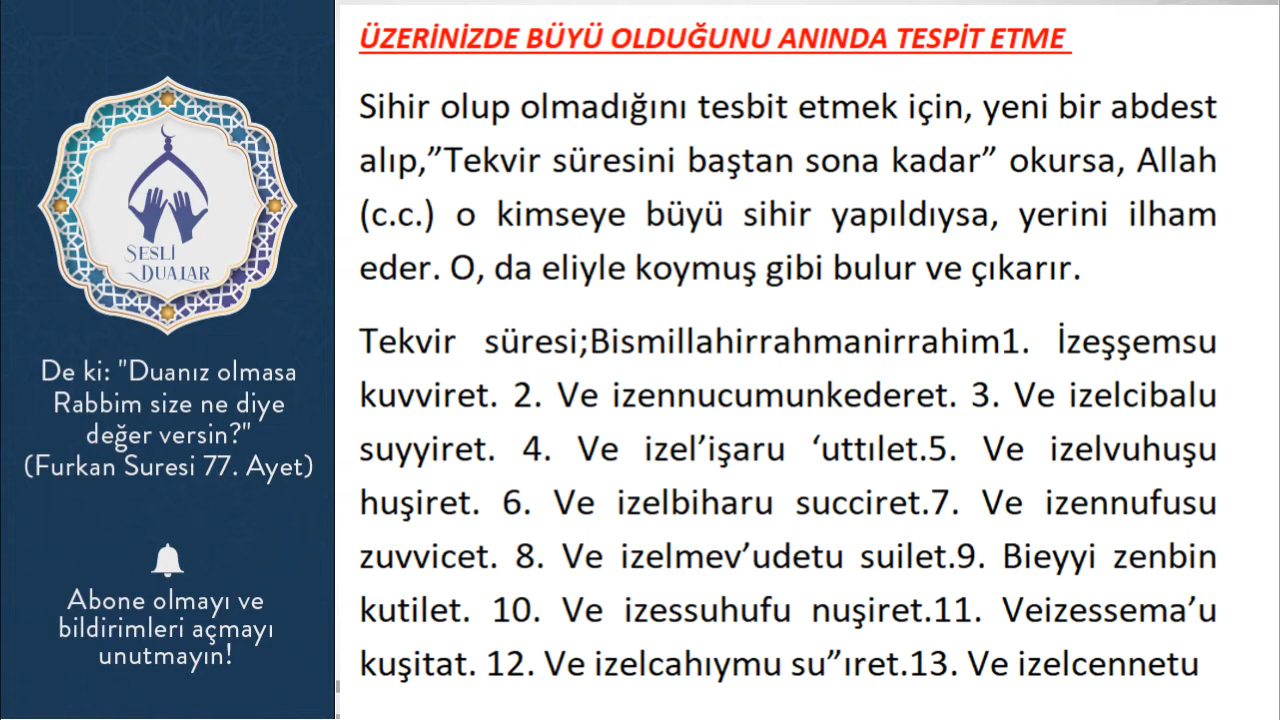 SESLİ
DUALAR
De ki: "Duanız olmasa
Rabbim size ne diye
değer versin?"
(Furkan Suresi 77. Ayet)
Abone olmayı ve
bildirimleri açmayı
unutmayın!
ÜZERİNİZDE BÜYÜ OLDUĞUNU ANINDA TESPİT ETME
Sihir olup olmadığını tesbit etmek için, yeni bir abdest
alıp,”Tekvir süresini baştan sona kadar” okursa, Allah
(c.c.) o kimseye büyü sihir yapıldıysa, yerini ilham
eder. O, da eliyle koymuş gibi bulur ve çıkarır.
Tekvir süresi;Bismillahirrahmanirrahim1. İzeşşemsu
kuvviret. 2. Ve izennucumunkederet. 3. Ve izelcibalu
suyyiret. 4. Ve izel’işaru ‘uttılet.5. Ve izelvuhuşu
huşiret. 6. Ve izelbiharu succiret.7. Ve izennufusu
zuvvicet. 8. Ve izelmev’udetu suilet.9. Bieyyi zenbin
kutilet. 10. Ve izessuhufu nuşiret.11. Veizessema’u
kuşitat. 12. Ve izelcahıymu su”ıret.13. Ve izelcennetu